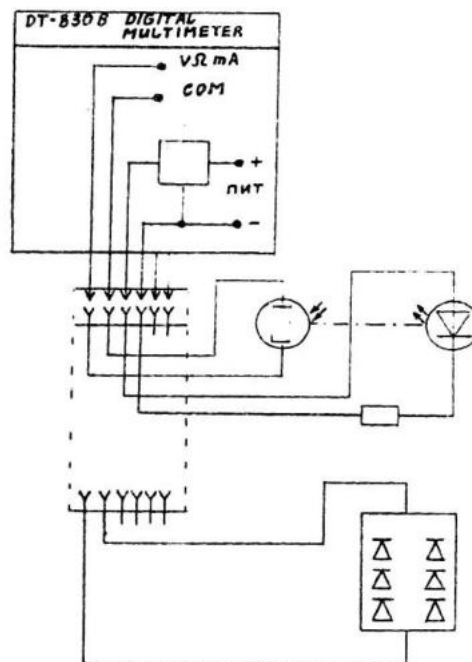 DT-830B DIGITAL
MULTIMETER
VΩmA
COM
+
ПИТ
-